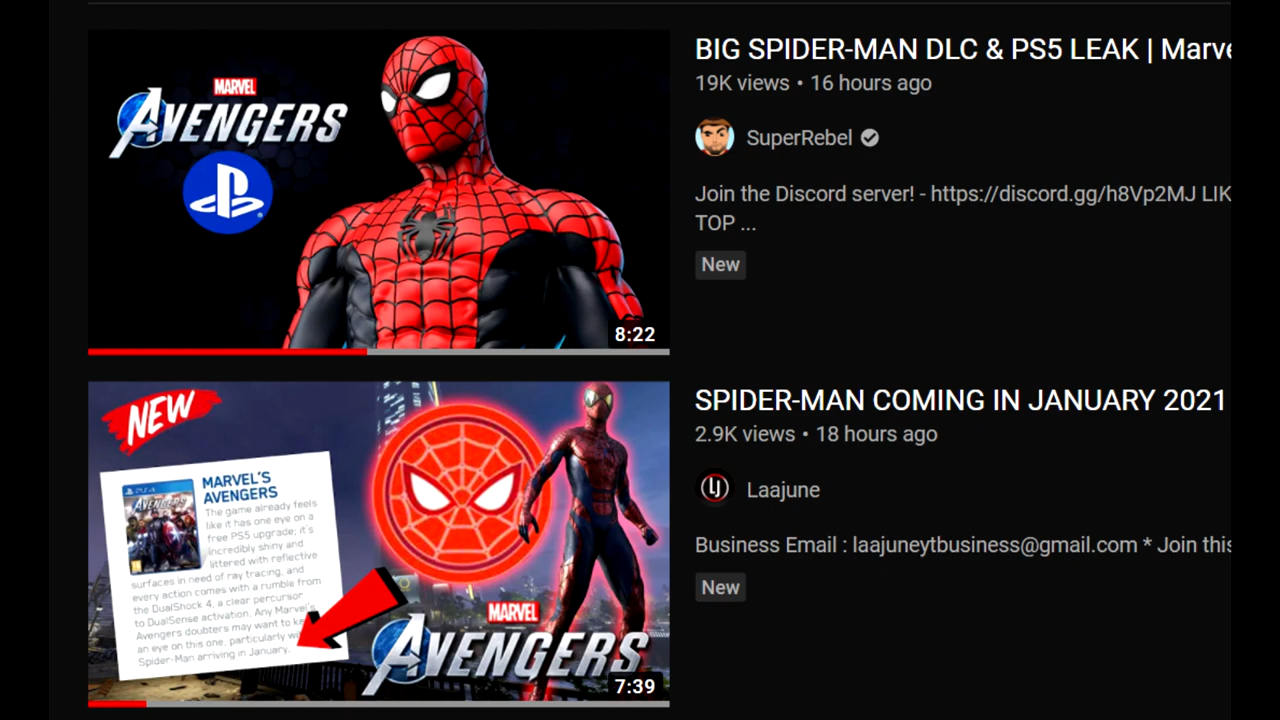 MARVEL
AVENGERS
8:22
BIG SPIDER-MAN DLC & PS5 LEAK | Marve
19K views • 16 hours ago
SuperRebel
Join the Discord server! - https://discord.gg/h8Vp2MJ LIK
TOP ...
New
NEW
MARVEL'S
AVENGERS
The game already feels
like it has one eye on a
free PS5 upgrade; it's
incredibly shiny and
littered with reflective
surfaces in need of ray tracing, and
every action comes with a rumble from
the DualShock 4, a clear percursor
to DualSense activation. Any Marvel's
Avengers doubters may want to
an eye on this one, particularly
Spider-Man arriving in January.
PS4
AVENGERS
MARVEL
AVENGERS
7:39
SPIDER-MAN COMING IN JANUARY 2021
2.9K views • 18 hours ago
Laajune
Business Email : laajuneytbusiness@gmail.com * Join this
New